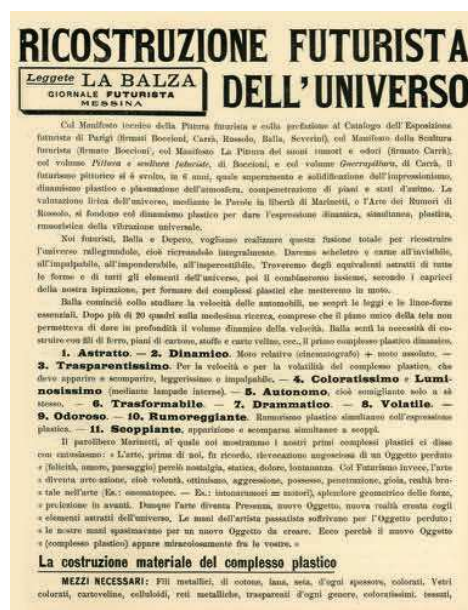 RICOSTRUZIONE FUTURISTA
Leggete LA BALZA
GIORNALE FUTURISTA
MESSINA
DELL'UNIVERSO
Col Manifesto tecnico della Pittura futurista e colla prefazione al Catalogo dell'Esposizione
futurista di Parigi (firmati Boccioni, Carrà, Russolo, Balla, Severini), col Manifesto della Scultura
futurista (firmato Boccioni), col Manifesto La Pittura dei suoni rumori e odori (firmato Carrà),
col volume Pittura e scultura futuriste, di Boccioni, e col volume Guerrapittura, di Carrà, il
futurismo pittorico si è svolto, in 6 anni, quale superamento e solidificazione dell'impressionismo,
dinamismo plastico e plasmazione dell'atmosfera, compenetrazione di piani e stati d'animo. La
valutazione lirica dell'universo, mediante le Parole in libertà di Marinetti, e l'Arte dei Rumori di
Russolo, si fondono col dinamismo plastico per dare l'espressione dinamica, simultanea, plastica,
rumoristica della vibrazione universale.
Noi futuristi, Balla e Depero, vogliamo realizzare questa fusione totale per ricostruire
l'universo rallegrandolo, cioè ricreandolo integralmente. Daremo scheletro e carne all'invisibile,
all'impalpabile, all'imponderabile, all'impercettibile. Troveremo degli equivalenti astratti di tutte
le forme e di tutti gli elementi dell'universo, poi li combineremo insieme, secondo i capricci
della nostra ispirazione, per formare dei complessi plastici che metteremo in moto.
Balla cominciò collo studiare la velocità delle automobili, ne scoprì le leggi e le linee-forze
essenziali. Dopo più di 20 quadri sulla medesima ricerca, comprese che il piano unico della tela non
permetteva di dare in profondità il volume dinamico della velocità. Balla sentì la necessità di co-
struire con fili di ferro, piani di cartone, stoffe e carte veline, ecc., il primo complesso plastico dinamico.
1. Astratto. — 2. Dinamico. Moto relativo (cinematografo) + moto assoluto. —
3. Trasparentissimo. Per la velocità e per la volatilità del complesso plastico, che
deve apparire e scomparire, leggerissimo e impalpabile. — 4. Coloratissimo e Lumi-
nosissimo (mediante lampade interne). — 5. Autonomo, cioè somigliante solo a sè
stesso. — 6. Trasformabile. — 7. Drammatico. — 8. Volatile. —
9. Odoroso. — 10. Rumoreggiante. Rumorismo plastico simultaneo coll'espressione
plastica. — 11. Scoppiante, apparizione e scomparsa simultanee a scoppi.
Il parolibero Marinetti, al quale noi mostrammo i nostri primi complessi plastici ci disse
con entusiasmo: « L'arte, prima di noi, fu ricordo, rievocazione angosciosa di un Oggetto perduto
« (felicità, amore, paesaggio) perciò nostalgia, statica, dolore, lontananza. Col Futurismo invece, l'arte
« diventa arte-azione, cioè volontà, ottimismo, aggressione, possesso, penetrazione, gioia, realtà bru-
« tale nell'arte (Es.: onomatopee. — Es.: intonarumori = motori), splendore geometrico delle forze,
« proiezione in avanti. Dunque l'arte diventa Presenza, nuovo Oggetto, nuova realtà creata cogli
« elementi astratti dell'universo. Le mani dell'artista passatista soffrivano per l'Oggetto perduto;
« le nostre mani spasimavano per un nuovo Oggetto da creare. Ecco perchè il nuovo Oggetto
« (complesso plastico) appare miracolosamente fra le vostre. »
La costruzione materiale del complesso plastico
MEZZI NECESSARI: Fili metallici, di cotone, lana, seta, d'ogni spessore, colorati. Vetri
colorati, carteveline, celluloidi, reti metalliche, trasparenti d'ogni genere, coloratissimi, tessuti,